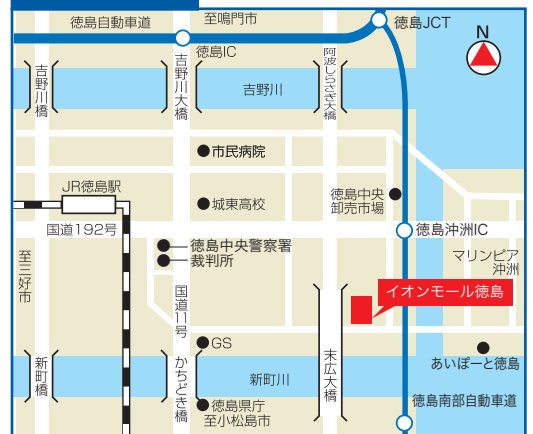 徳島自動車道
至鳴門市
徳島JCT
N
徳島IC
吉野川橋
吉野川大橋
阿波しらさぎ大橋
吉野川
市民病院
JR徳島駅
城東高校
徳島中央
卸売市場
国道192号
徳島沖洲IC
徳島中央警察署
裁判所
至三好市
マリンピア
沖洲
イオンモール徳島
国道11号
GS
末広大橋
あいぽーと徳島
新町橋
かちどき橋
新町川
徳島県庁
至小松島市
徳島南部自動車道